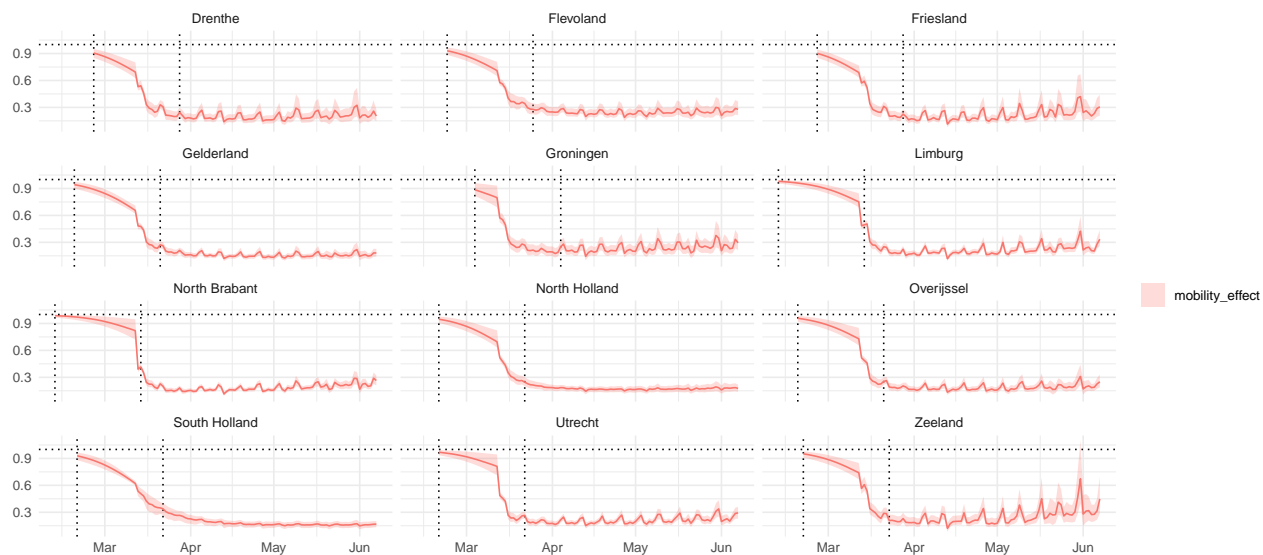 Drenthe Flevoland Friesland
0.9
0.6
0.3
Gelderland Groningen Limburg
0.9
0.6
0.3
North Brabant North Holland Overijssel
mobility_effect
0.9
0.6
0.3
South Holland Utrecht Zeeland
0.9
0.6
0.3
Mar Apr May Jun Mar Apr May Jun Mar Apr May Jun